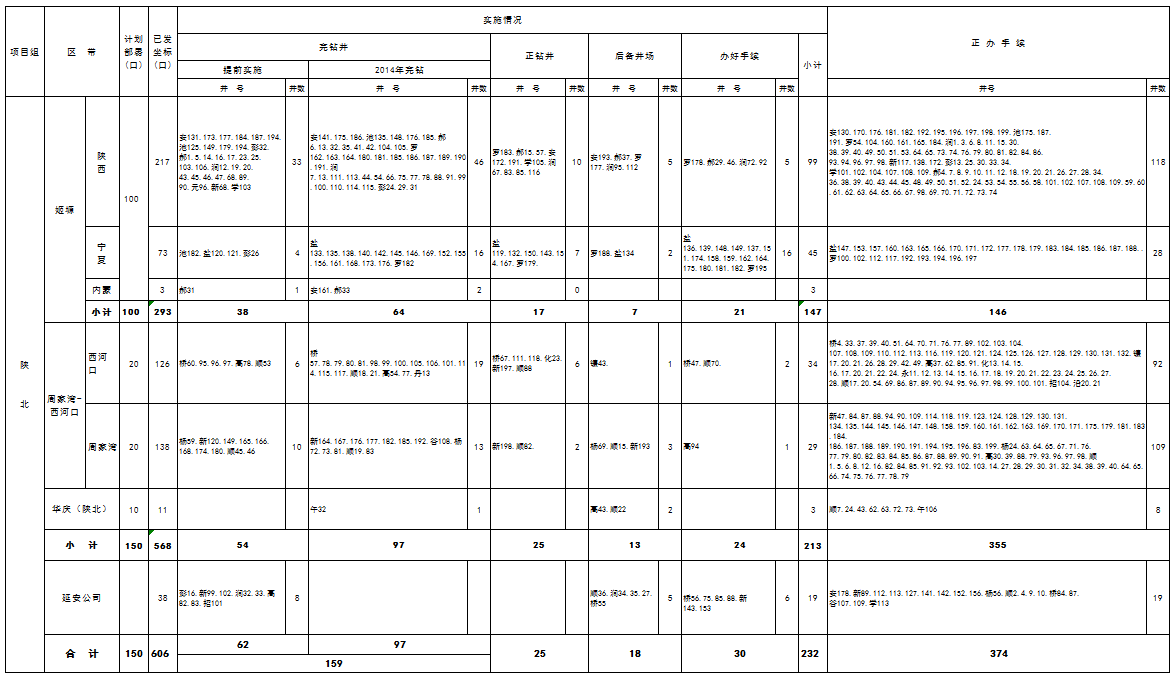 实施情况
项目组
区 带
计划部署（口）
已发坐标（口）
完钻井
正钻井
后备井场
办好手续
小计
正 办 手 续
提前实施
2014年完钻
井 号
井数
井 号
井数
井 号
井数
井 号
井数
井 号
井数
井号
井数
陕北
姬塬
陕西
100
217
安131.173.177.184.187.194.
池125.149.179.194.彭32.
郝1.5.14.16.17.23.25.
103.106.涧12.19.20.
43.45.46.47.68.89.
90.元96.新68.学103
33
安141.175.186.池135.148.176.185.郝
6.13.32.35.41.42.104.105.罗
162.163.164.180.181.185.186.187.189.190
.191.涧
7.13.111.113.44.54.66.75.77.78.88.91.99
.100.110.114.115.彭24.29.31
46
罗183.郝15.57.安
172.191.学105.涧
67.83.85.116
10
安193.郝37.罗
177.涧95.112
5
罗178.郝29.46.涧72.92
5
99
安130.170.176.181.182.192.195.196.197.198.199.池175.187.
191.罗54.104.160.161.165.184.涧1.3.6.8.11.15.30.
38.39.40.49.50.51.53.64.65.73.74.76.79.80.81.82.84.86.
93.94.96.97.98.新117.138.172.彭13.25.30.33.34.
学101.102.104.107.108.109.郝4.7.8.9.10.11.12.18.19.20.21.26.27.28.34.
36.38.39.40.43.44.45.48.49.50.51.52.24.53.54.55.56.58.101.102.107.108.109.59.60
.61.62.63.64.65.66.67.98.69.70.71.72.73.74
118
宁夏
73
池182.盐120.121.彭26
4
盐
133.135.138.140.142.145.146.169.152.155
.156.161.168.173.176.罗182
16
盐
119.132.150.143.15
4.167.罗179.
7
罗188.盐134
2
盐
136.139.148.149.137.15
1.174.158.159.162.164.
175.180.181.182.罗195
16
45
盐147.153.157.160.163.165.166.170.171.172.177.178.179.183.184.185.186.187.188..
罗100.102.112.117.192.193.194.196.197
28
内蒙
3
郝31
1
安161.郝33
2
0
3
小计
100
293
38
64
17
7
21
147
146
周家湾-西河口
西河口
20
126
桥60.95.96.97.高78.顺53
6
桥
57.78.79.80.81.98.99.100.105.106.101.11
4.115.117.顺18.21.高54.77.丹13
19
桥67.111.118.化23.
新197.顺88
6
镰43.
1
桥47.顺70.
2
34
桥4.33.37.39.40.51.64.70.71.76.77.89.102.103.104.
107.108.109.110.112.113.116.119.120.121.124.125.126.127.128.129.130.131.132.镰
17.20.21.26.28.29.42.49.高37.62.85.91.化13.14.15.
16.17.20.21.22.24.永11.12.13.14.15.16.17.18.19.20.21.22.23.24.25.26.27.
28.顺17.20.54.69.86.87.89.90.94.95.96.97.98.99.100.101.招104.沿20.21
92
周家湾
20
138
杨59.新120.149.165.166.
168.174.180.顺45.46
10
新164.167.176.177.182.185.192.谷108.杨
72.73.81.顺19.83
13
新198.顺82.
2
杨69.顺15.新193
3
高94
1
29
新47.84.87.88.94.90.109.114.118.119.123.124.128.129.130.131.
134.135.144.145.146.147.148.158.159.160.161.162.163.169.170.171.175.179.181.183
.184.
186.187.188.189.190.191.194.195.196.83.199.杨24.63.64.65.67.71.76.
77.79.80.82.83.84.85.86.87.88.89.90.91.高30.39.88.79.93.96.97.98.顺
1.5.6.8.12.16.82.84.85.91.92.93.102.103.14.27.28.29.30.31.32.34.38.39.40.64.65.
66.74.75.76.77.78.79
109
华庆（陕北）
10
11
午32
1
高43.顺22
2
3
顺7.24.43.62.63.72.73.午106
8
小 计
150
568
54
97
25
13
24
213
355
延安公司
38
彭16.新99.102.涧32.33.高
82.83.招101
8
顺36.涧34.35.27.
桥55
5
桥56.75.85.88.新
143.153
6
19
安178.新89.112.113.127.141.142.152.156.杨56.顺2.4.9.10.桥84.87.
谷107.109.学113
19
合 计
150
606
62
97
159
25
18
30
232
374